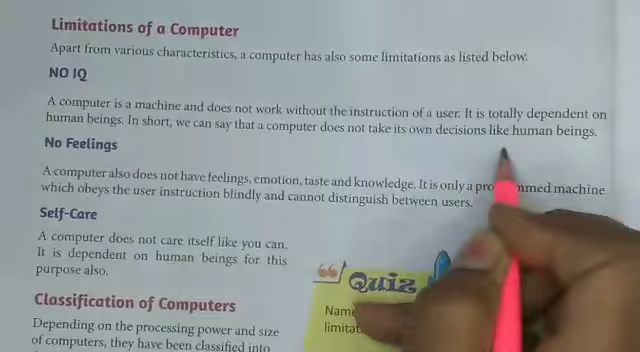 Limitations of a Computer
Apart from various characteristics, a computer has also some limitations as listed below.
NO IQ
A computer is a machine and does not work without the instruction of a user. It is totally dependent on
human beings. In short, we can say that a computer does not take its own decisions like human beings.
No Feelings
A computer also does not have feelings, emotion, taste and knowledge. It is only a machine
which obeys the user instruction blindly and cannot distinguish between users.
Self-Care
A computer does not care itself like you can.
It is dependent on human beings for this
purpose also.
Quiz
Name
Classification of Computers
Depending on the processing power and size
of computers, they have been classified into